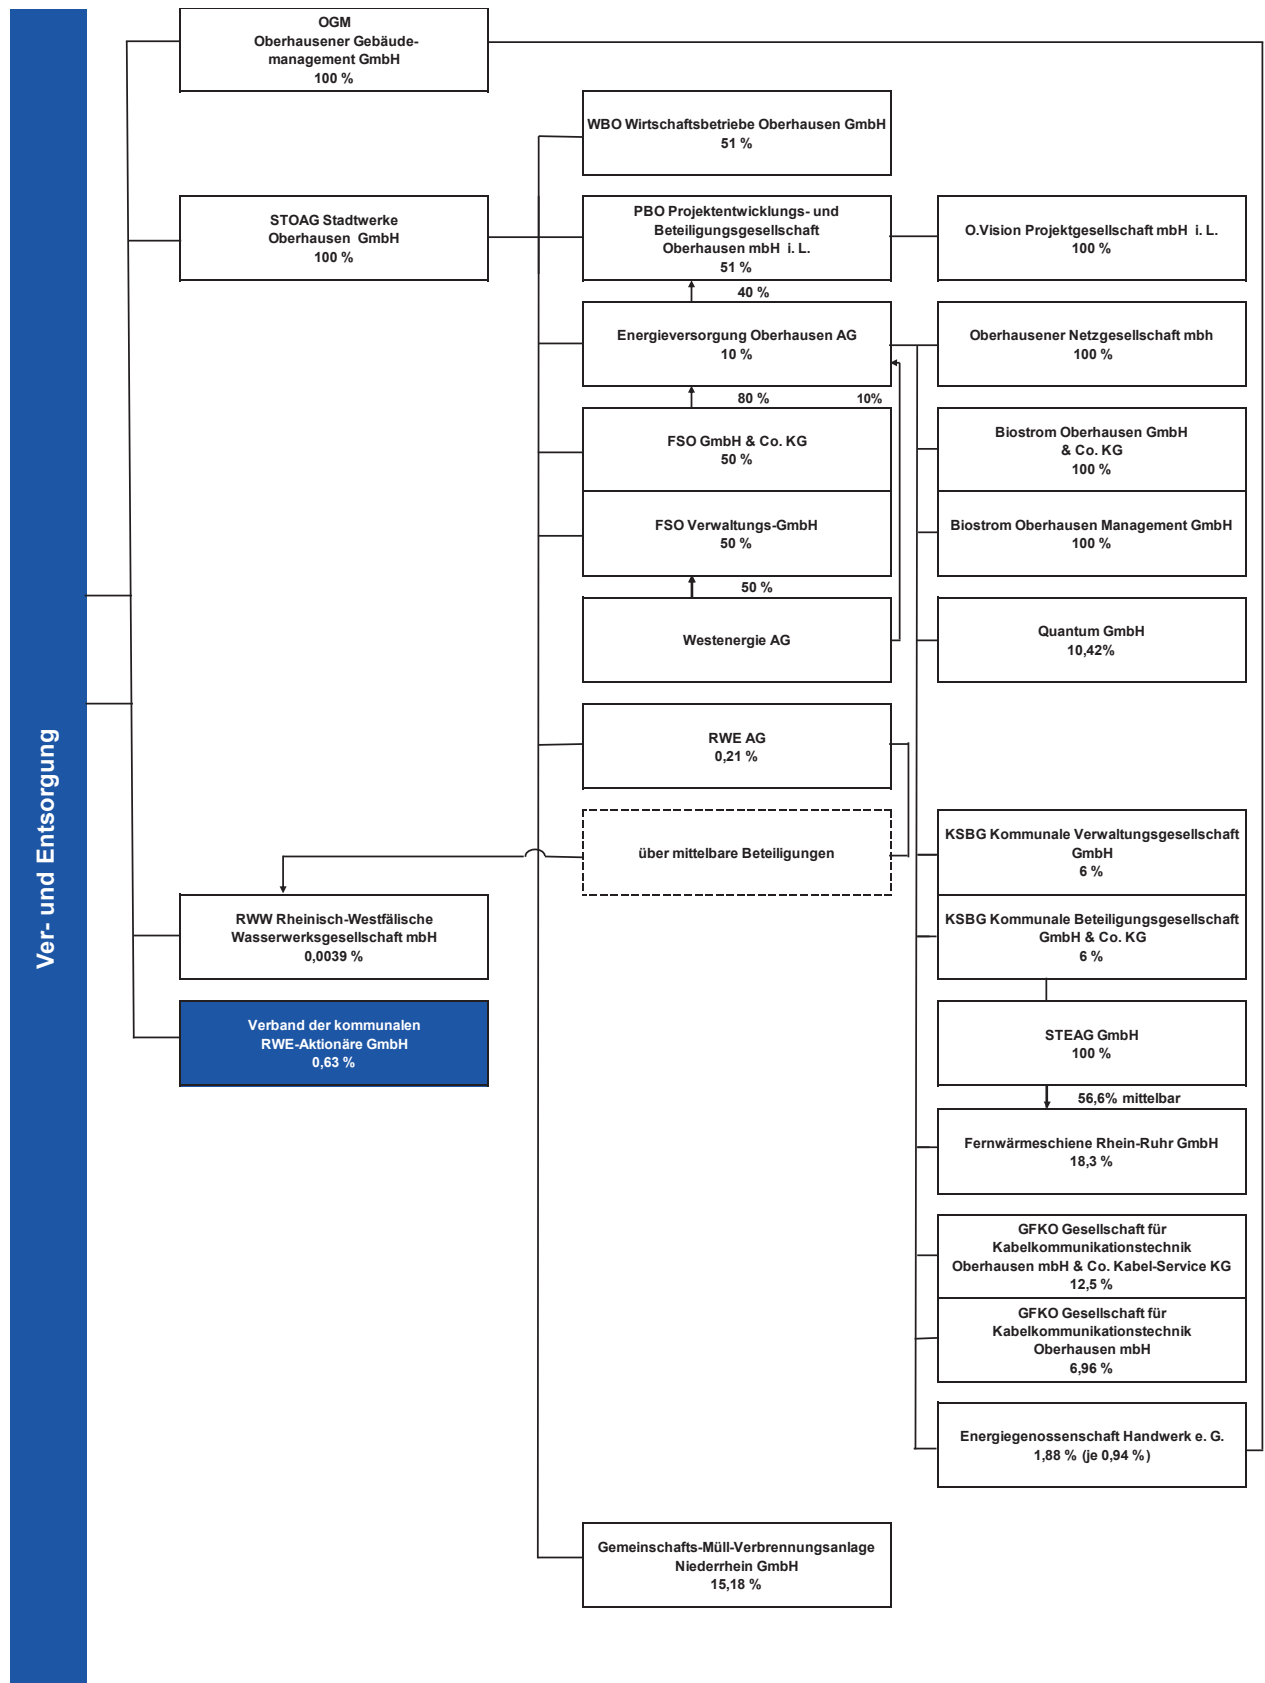 Ver- und Entsorgung
OGM
Oberhausener Gebäude-
management GmbH
100 %
STOAG Stadtwerke
Oberhausen GmbH
100 %
RWW Rheinisch-Westfälische
Wasserwerksgesellschaft mbH
0,0039 %
Verband der kommunalen
RWE-Aktionäre GmbH
0,63 %
WBO Wirtschaftsbetriebe Oberhausen GmbH
51 %
PBO Projektentwicklungs- und
Beteiligungsgesellschaft
Oberhausen mbH i. L.
51 %
40 %
Energieversorgung Oberhausen AG
10 %
80 %
10%
FSO GmbH & Co. KG
50 %
FSO Verwaltungs-GmbH
50 %
50 %
Westenergie AG
RWE AG
0,21 %
über mittelbare Beteiligungen
Gemeinschafts-Müll-Verbrennungsanlage
Niederrhein GmbH
15,18 %
O.Vision Projektgesellschaft mbH i. L.
100 %
Oberhausener Netzgesellschaft mbh
100 %
Biostrom Oberhausen GmbH
& Co. KG
100 %
Biostrom Oberhausen Management GmbH
100 %
Quantum GmbH
10,42%
KSBG Kommunale Verwaltungsgesellschaft
GmbH
6 %
KSBG Kommunale Beteiligungsgesellschaft
GmbH & Co. KG
6 %
STEAG GmbH
100 %
56,6% mittelbar
Fernwärmeschiene Rhein-Ruhr GmbH
18,3 %
GFKO Gesellschaft für
Kabelkommunikationstechnik
Oberhausen mbH & Co. Kabel-Service KG
12,5 %
GFKO Gesellschaft für
Kabelkommunikationstechnik
Oberhausen mbH
6,96 %
Energiegenossenschaft Handwerk e. G.
1,88 % (je 0,94 %)